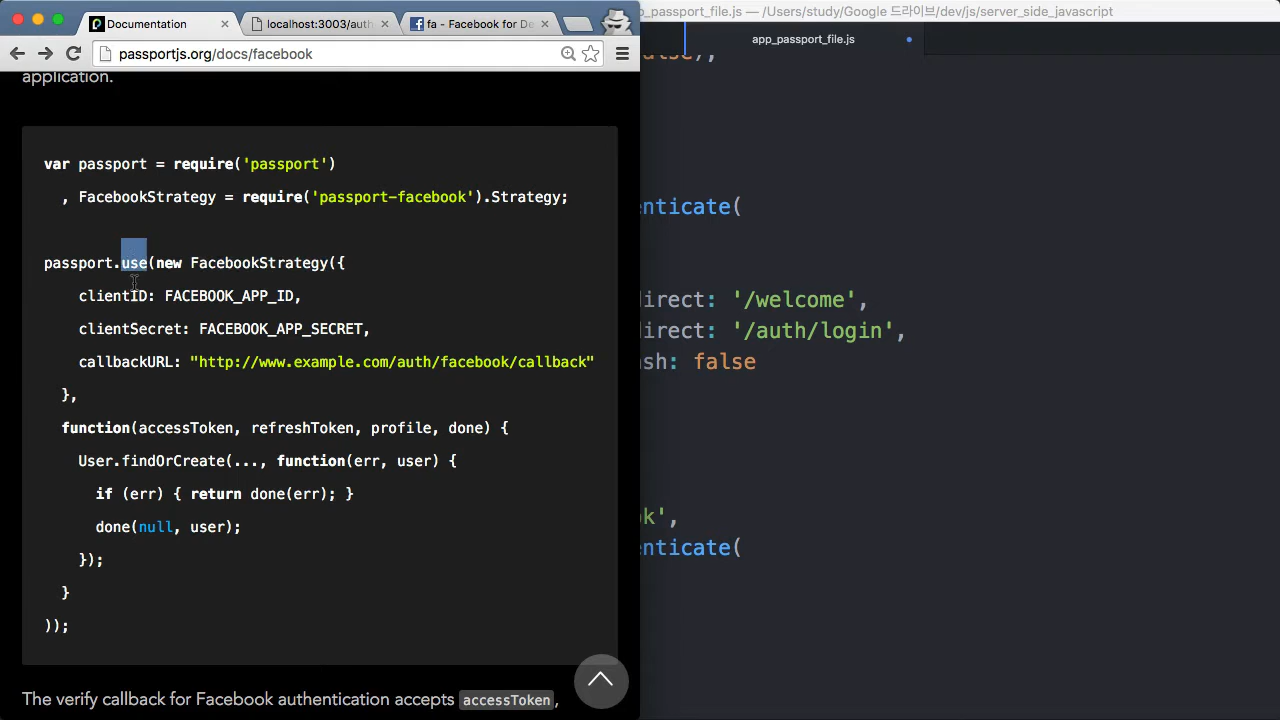 Documentation
localhost:3003/auth
fa - Facebook for De
passportjs.org/docs/facebook
application.
var passport = require('passport')
, FacebookStrategy = require('passport-facebook').Strategy;
passport.use(new FacebookStrategy({
clientID: FACEBOOK_APP_ID,
clientSecret: FACEBOOK_APP_SECRET,
callbackURL: "http://www.example.com/auth/facebook/callback"
},
function(accessToken, refreshToken, profile, done) {
User.findOrCreate(..., function(err, user) {
if (err) { return done(err); }
done(null, user);
});
}
));
The verify callback for Facebook authentication accepts accessToken,
p_passport_file.js — /Users/study/Google 드라이브/dev/js/server_side_javascript
app_passport_file.js
alse),
enticate(
direct: '/welcome',
direct: '/auth/login',
sh: false
ok',
enticate(